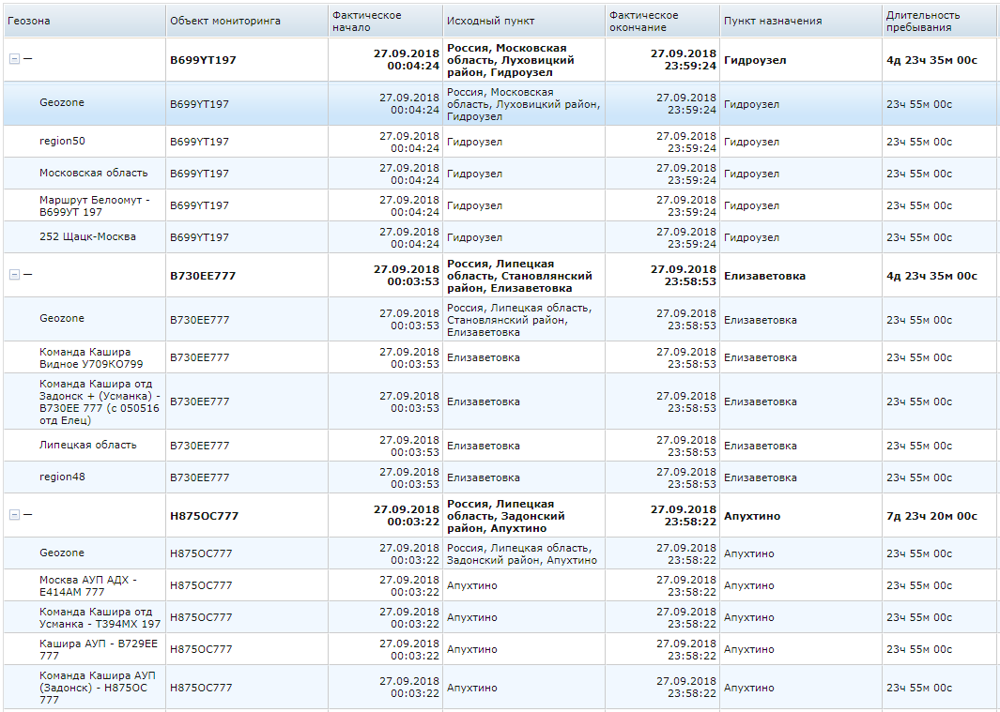 Геозона
Объект мониторинга
Фактическое
начало
Исходный пункт
Фактическое
окончание
Пункт назначения
Длительность
пребывания
—
B699YT197
27.09.2018
00:04:24
Россия, Московская
область, Луховицкий
район, Гидроузел
27.09.2018
23:59:24
Гидроузел
4д 23ч 35м 00с
Geozone
B699YT197
27.09.2018
00:04:24
Россия, Московская
область, Луховицкий район,
Гидроузел
27.09.2018
23:59:24
Гидроузел
23ч 55м 00с
region50
B699YT197
27.09.2018
00:04:24
Гидроузел
27.09.2018
23:59:24
Гидроузел
23ч 55м 00с
Московская область
B699YT197
27.09.2018
00:04:24
Гидроузел
27.09.2018
23:59:24
Гидроузел
23ч 55м 00с
Маршрут Белоомут -
В699УТ 197
B699YT197
27.09.2018
00:04:24
Гидроузел
27.09.2018
23:59:24
Гидроузел
23ч 55м 00с
252 Щацк-Москва
B699YT197
27.09.2018
00:04:24
Гидроузел
27.09.2018
23:59:24
Гидроузел
23ч 55м 00с
—
B730EE777
27.09.2018
00:03:53
Россия, Липецкая
область, Становлянский
район, Елизаветовка
27.09.2018
23:58:53
Елизаветовка
4д 23ч 35м 00с
Geozone
B730EE777
27.09.2018
00:03:53
Россия, Липецкая область,
Становлянский район,
Елизаветовка
27.09.2018
23:58:53
Елизаветовка
23ч 55м 00с
Команда Кашира
Видное У709КО799
B730EE777
27.09.2018
00:03:53
Елизаветовка
27.09.2018
23:58:53
Елизаветовка
23ч 55м 00с
Команда Кашира отд
Задонск + (Усманка) -
В730ЕЕ 777 (с 050516
отд Елец)
B730EE777
27.09.2018
00:03:53
Елизаветовка
27.09.2018
23:58:53
Елизаветовка
23ч 55м 00с
Липецкая область
B730EE777
27.09.2018
00:03:53
Елизаветовка
27.09.2018
23:58:53
Елизаветовка
23ч 55м 00с
region48
B730EE777
27.09.2018
00:03:53
Елизаветовка
27.09.2018
23:58:53
Елизаветовка
23ч 55м 00с
—
H875OC777
27.09.2018
00:03:22
Россия, Липецкая
область, Задонский
район, Апухтино
27.09.2018
23:58:22
Апухтино
7д 23ч 20м 00с
Geozone
H875OC777
27.09.2018
00:03:22
Россия, Липецкая область,
Задонский район, Апухтино
27.09.2018
23:58:22
Апухтино
23ч 55м 00с
Москва АУП АДХ -
Е414АМ 777
H875OC777
27.09.2018
00:03:22
Апухтино
27.09.2018
23:58:22
Апухтино
23ч 55м 00с
Команда Кашира отд
Усманка - Т394МХ 197
H875OC777
27.09.2018
00:03:22
Апухтино
27.09.2018
23:58:22
Апухтино
23ч 55м 00с
Кашира АУП - В729ЕЕ
777
H875OC777
27.09.2018
00:03:22
Апухтино
27.09.2018
23:58:22
Апухтино
23ч 55м 00с
Команда Кашира АУП
(Задонск) - Н875ОС
777
H875OC777
27.09.2018
00:03:22
Апухтино
27.09.2018
23:58:22
Апухтино
23ч 55м 00с